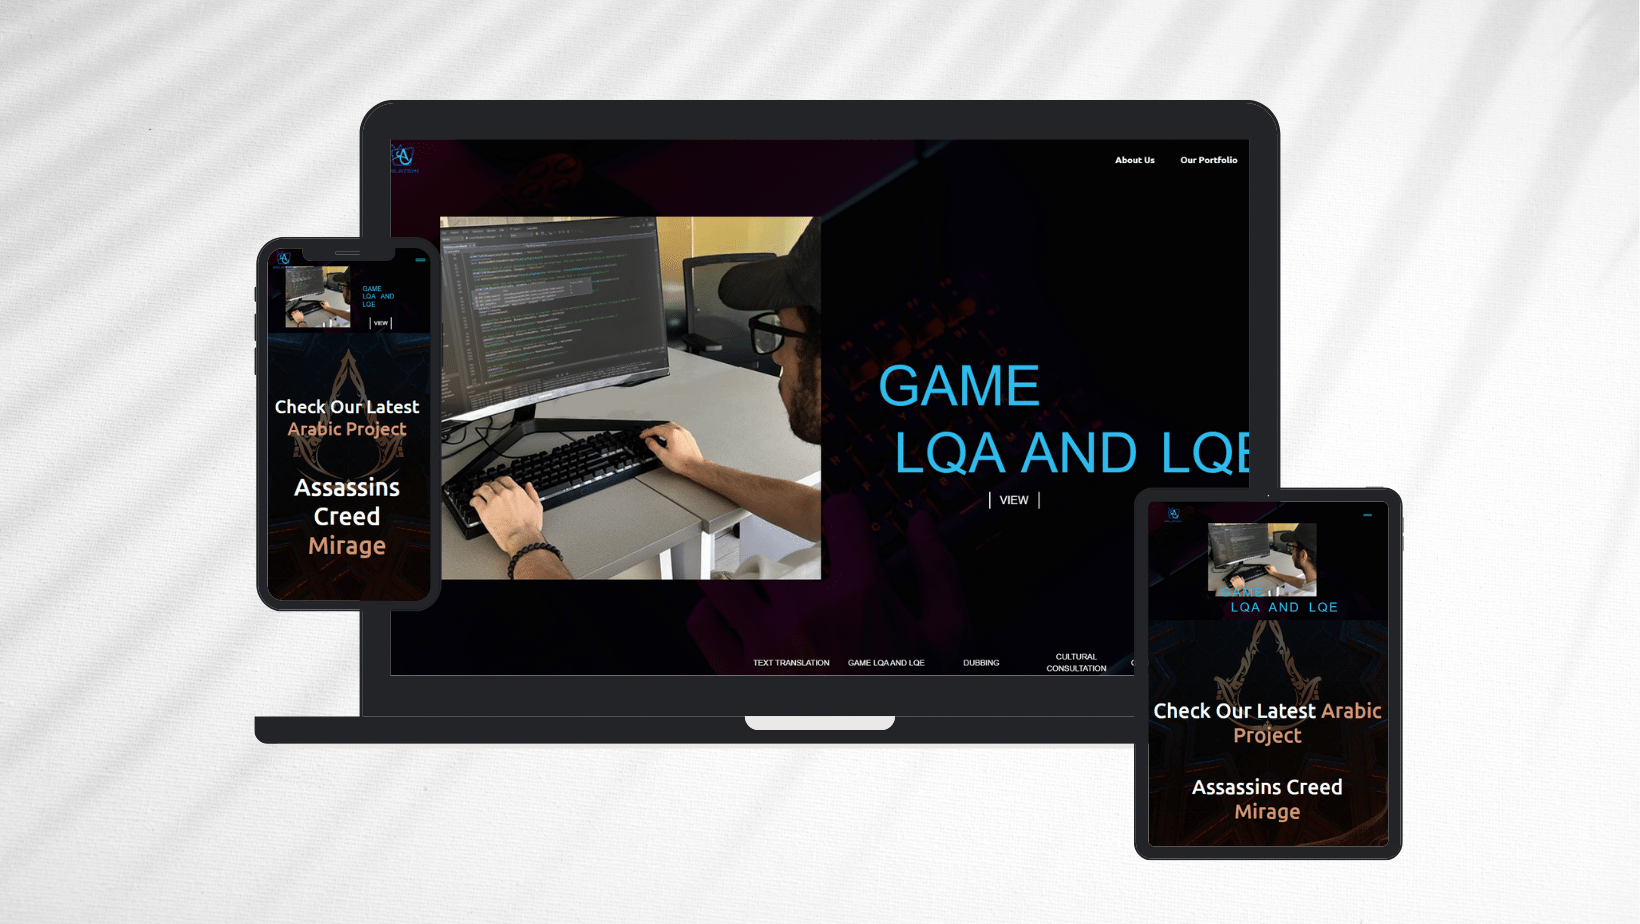 About Us Our Portfolio
GAME
LQA AND LQE
VIEW
TEXT TRANSLATION GAME LQA AND LQE DUBBING CULTURAL
CONSULTATION
GAME
LQA AND
LQE
VIEW
Check Our Latest
Arabic Project
Assassins
Creed
Mirage
GAME
LQA AND LQE
Check Our Latest Arabic
Project
Assassins Creed
Mirage